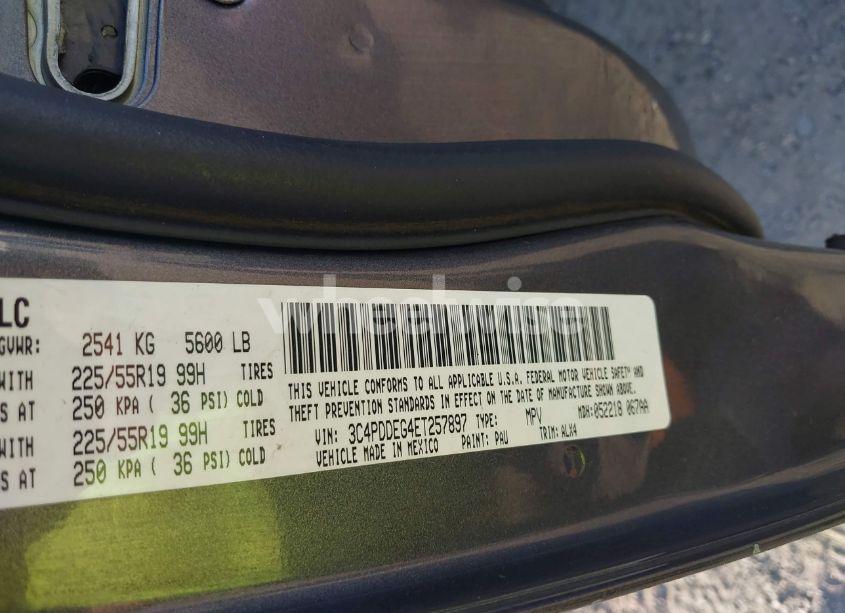 LC
GVWR: 2541 KG 5600 LB
WITH 225/55R19 99H TIRES
S AT 250 KPA ( 36 PSI) COLD
WITH 225/55R19 99H TIRES
S AT 250 KPA ( 36 PSI) COLD
THIS VEHICLE CONFORMS TO ALL APPLICABLE U.S.A. FEDERAL MOTOR VEHICLE SAFETY AND
THEFT PREVENTION STANDARDS IN EFFECT ON THE DATE OF MANUFACTURE SHOWN ABOVE.
VIN: 3C4PDDEG4ET257897 TYPE: MPV MDH:052218 067AA
VEHICLE MADE IN MEXICO PAINT: PAU TRIM: ALX4
wheelwise